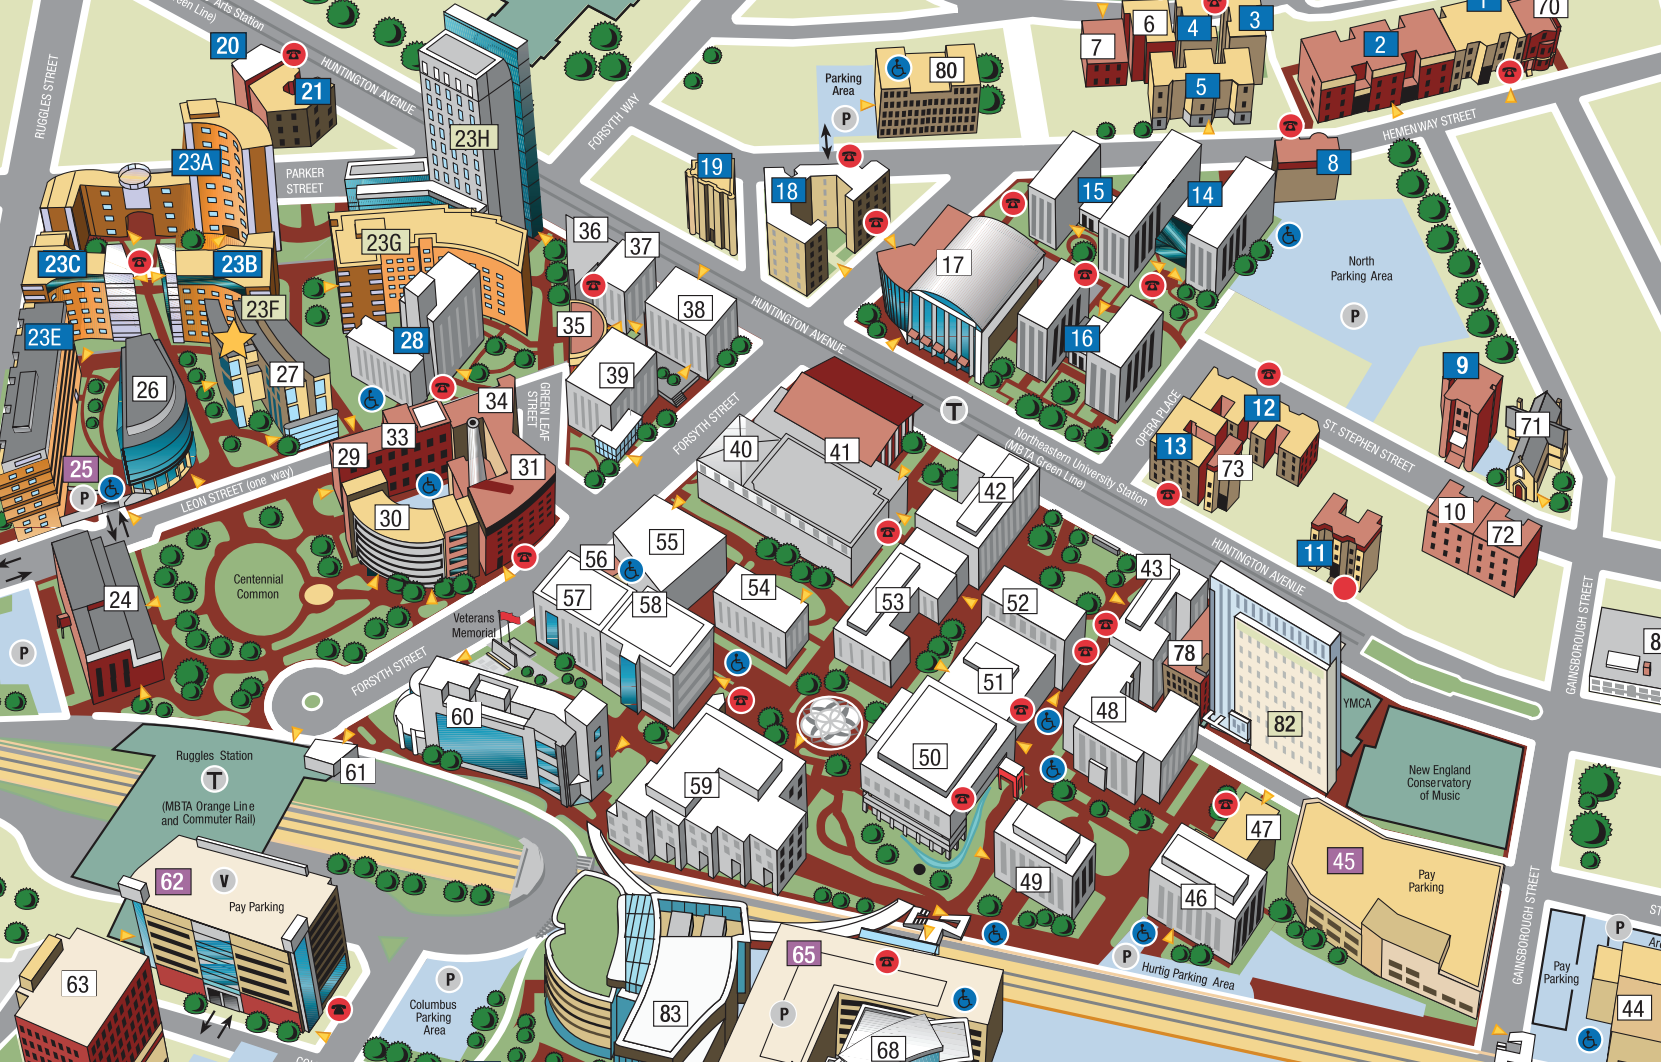 Arts Station
(Green Line)
20
21
HUNTINGTON AVENUE
RUGGLES STREET
23A
PARKER
STREET
23H
FORSYTH WAY
Parking
Area
P
80
7
6
4
3
5
1
70
2
HEMENWAY STREET
8
19
18
15
14
17
16
North
Parking Area
P
23C
23B
23G
23F
23E
28
36
37
38
35
39
HUNTINGTON AVENUE
26
27
34
33
29
31
30
GREEN LEAF
STREET
FORSYTH STREET
25
P
LEON STREET (one way)
40
41
42
T
Northeastern University Station
(MBTA Green Line)
OPERA PLACE
12
13
73
ST. STEPHEN STREET
9
71
10
72
11
HUNTINGTON AVENUE
GAINSBOROUGH STREET
24
Centennial
Common
P
55
56
57
58
54
53
52
43
51
78
48
82
YMCA
8
Veterans
Memorial
FORSYTH STREET
60
Ruggles Station
T
(MBTA Orange Line
and Commuter Rail)
61
59
50
New England
Conservatory
of Music
47
45
Pay
Parking
49
46
62
V
Pay Parking
63
P
Columbus
Parking
Area
83
65
P
68
P
Hurtig Parking Area
GAINSBOROUGH STREET
P
Pay
Parking
44